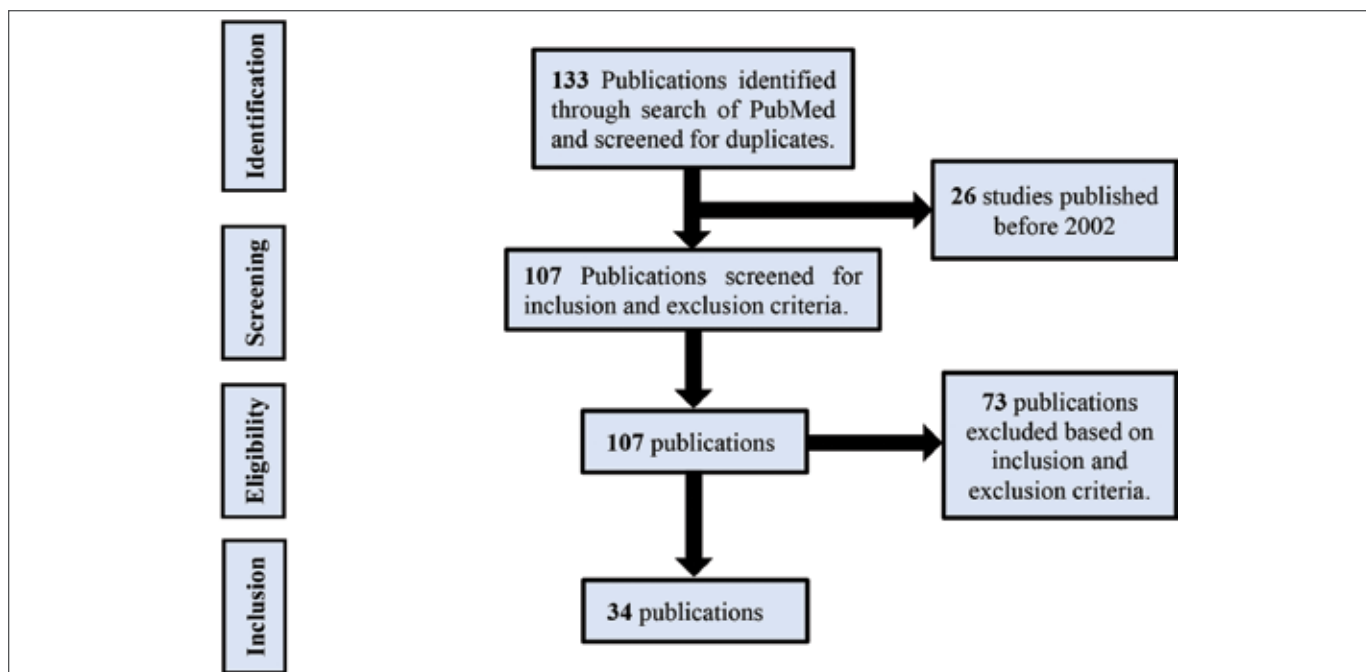 Identification
133 Publications identified
through search of PubMed
and screened for duplicates.
26 studies published
before 2002
Screening
107 Publications screened for
inclusion and exclusion criteria.
Eligibility
107 publications
73 publications
excluded based on
inclusion and
exclusion criteria.
Inclusion
34 publications